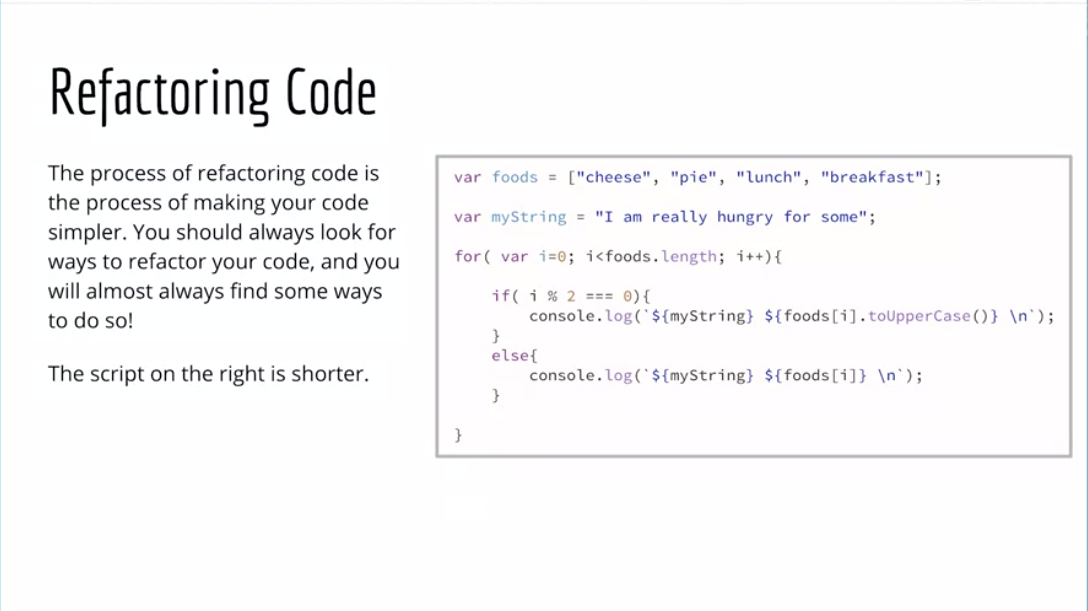 Refactoring Code
The process of refactoring code is
the process of making your code
simpler. You should always look for
ways to refactor your code, and you
will almost always find some ways
to do so!
The script on the right is shorter.
var foods = ["cheese", "pie", "lunch", "breakfast"];
var myString = "I am really hungry for some";
for( var i=0; i<foods.length; i++){
if( i % 2 === 0){
console.log(`${myString} ${foods[i].toUpperCase()} \n`);
}
else{
console.log(`${myString} ${foods[i]} \n`);
}
}